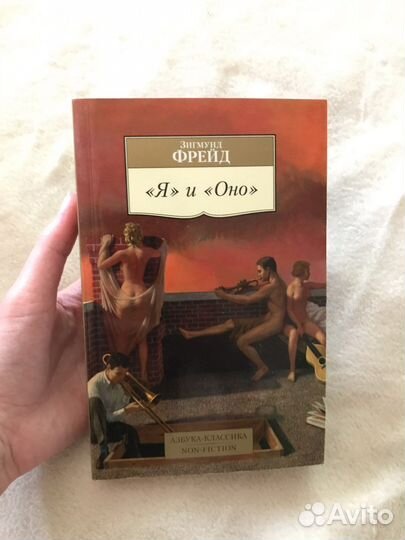 Зигмунд
ФРЕЙД
«Я» и «Оно»
АЗБУКА-КЛАССИКА
NON-FICTION
Avito